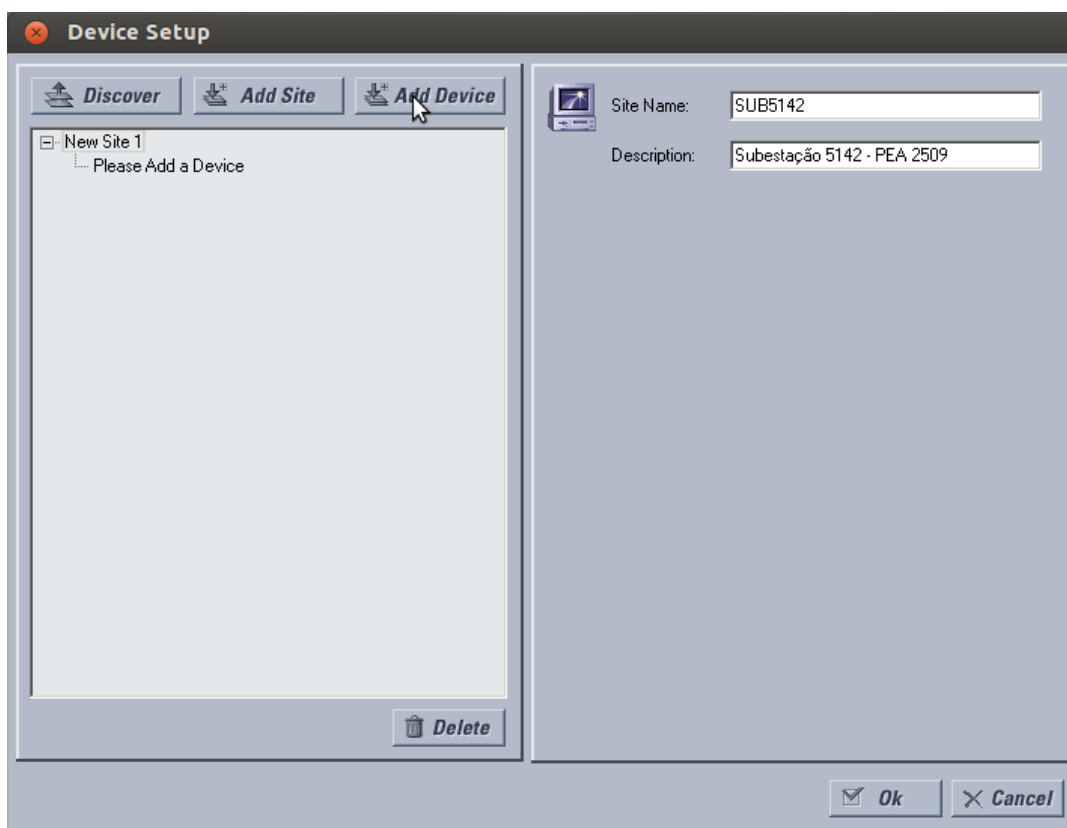 Device Setup
Discover
Add Site
Add Device
New Site 1
Please Add a Device
Delete
Site Name: SUB5142
Description: Subestação 5142 - PEA 2509
Ok
Cancel